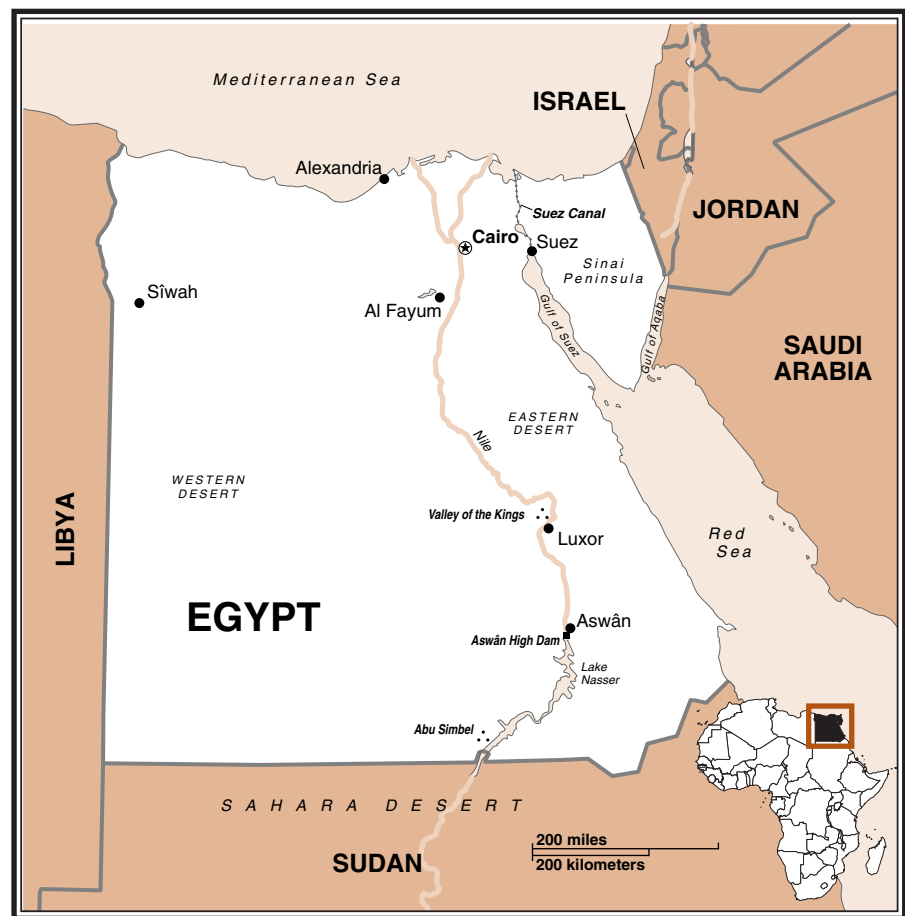 Mediterranean Sea
ISRAEL
Alexandria
JORDAN
Suez Canal
Cairo
Suez
Sinai
Peninsula
Sîwah
Al Fayum
Gulf of Suez
Gulf of Aqaba
SAUDI
ARABIA
EASTERN
DESERT
Nile
WESTERN
DESERT
Valley of the Kings
LIBYA
Luxor
Red
Sea
EGYPT
Aswân
Aswân High Dam
Lake
Nasser
Abu Simbel
SAHARA DESERT
200 miles
200 kilometers
SUDAN